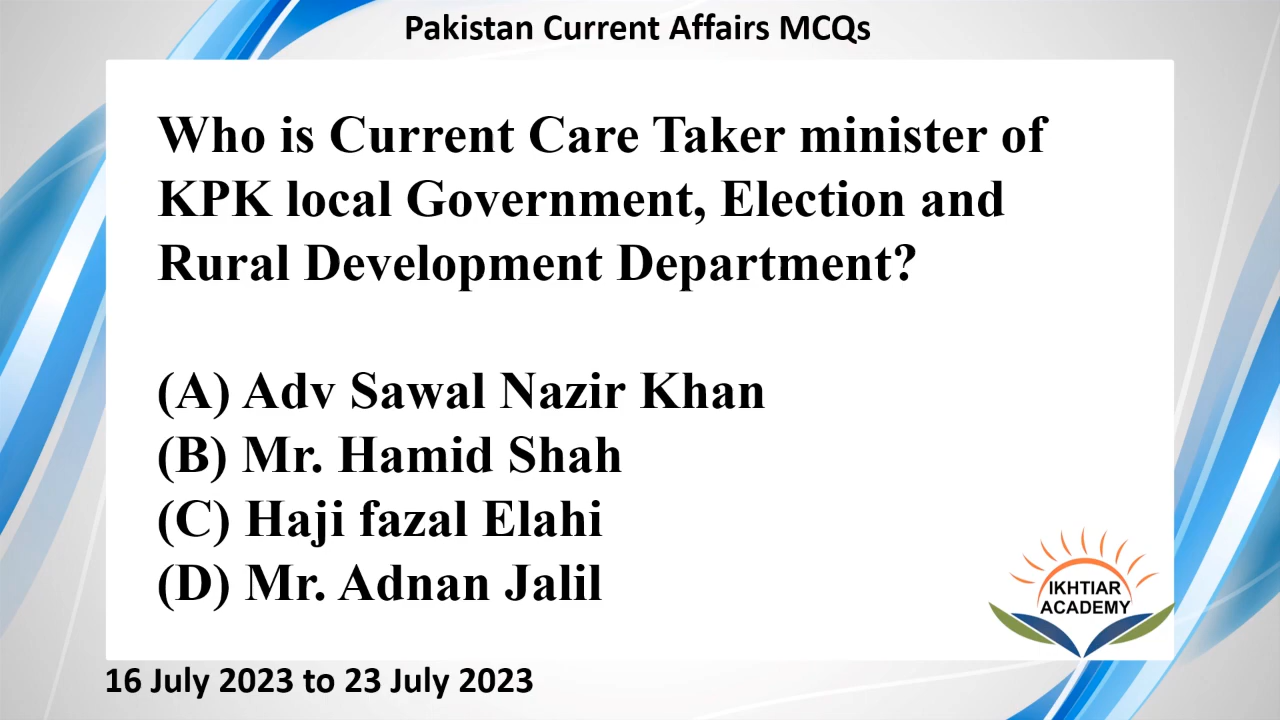 Pakistan Current Affairs MCQs
Who is Current Care Taker minister of
KPK local Government, Election and
Rural Development Department?
(A) Adv Sawal Nazir Khan
(B) Mr. Hamid Shah
(C) Haji fazal Elahi
(D) Mr. Adnan Jalil
IKHTIAR
ACADEMY
16 July 2023 to 23 July 2023